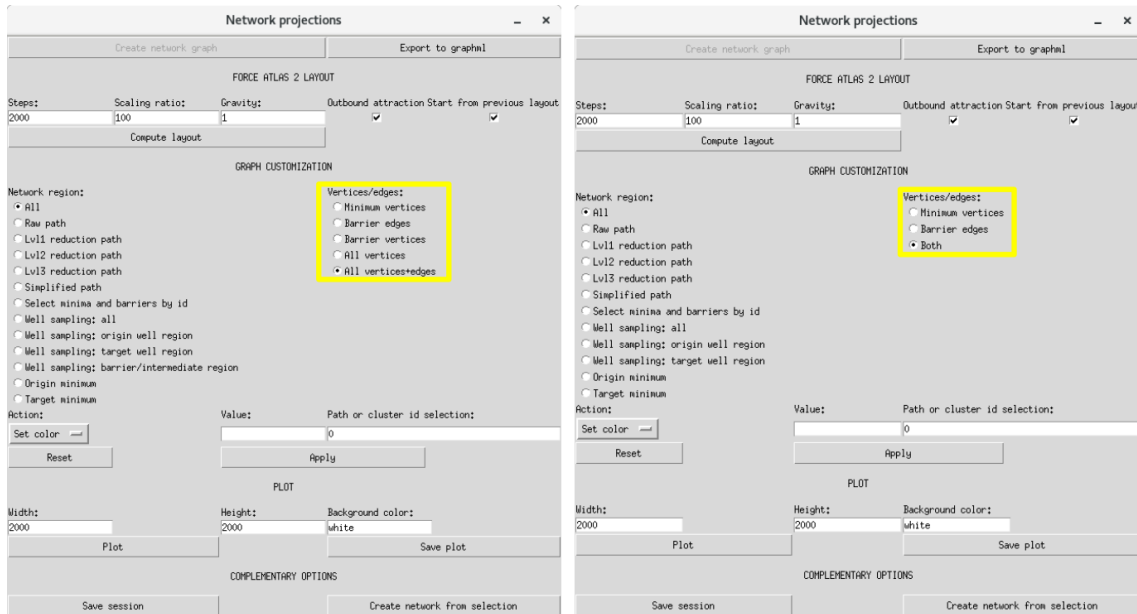 Network projections
Create network graph Export to graphml
FORCE ATLAS 2 LAYOUT
Steps: Scaling ratio: Gravity: Outbound attraction Start from previous layout
2000 100 1
Compute layout
GRAPH CUSTOMIZATION
Network region: Vertices/edges:
All Minimum vertices
Raw path Barrier edges
Lvl1 reduction path Barrier vertices
Lvl2 reduction path All vertices
Lvl3 reduction path All vertices+edges
Simplified path
Select minima and barriers by id
Well sampling: all
Well sampling: origin well region
Well sampling: target well region
Well sampling: barrier/intermediate region
Origin minimum
Target minimum
Action: Value: Path or cluster id selection:
Set color 0
Reset Apply
PLOT
Width: Height: Background color:
2000 2000 white
Plot Save plot
COMPLEMENTARY OPTIONS
Save session Create network from selection
Network projections
Create network graph Export to graphml
FORCE ATLAS 2 LAYOUT
Steps: Scaling ratio: Gravity: Outbound attraction Start from previous layout
2000 100 1
Compute layout
GRAPH CUSTOMIZATION
Network region: Vertices/edges:
All Minimum vertices
Raw path Barrier edges
Lvl1 reduction path Both
Lvl2 reduction path
Lvl3 reduction path
Simplified path
Select minima and barriers by id
Well sampling: all
Well sampling: origin well region
Well sampling: target well region
Origin minimum
Target minimum
Action: Value: Path or cluster id selection:
Set color 0
Reset Apply
PLOT
Width: Height: Background color:
2000 2000 white
Plot Save plot
COMPLEMENTARY OPTIONS
Save session Create network from selection